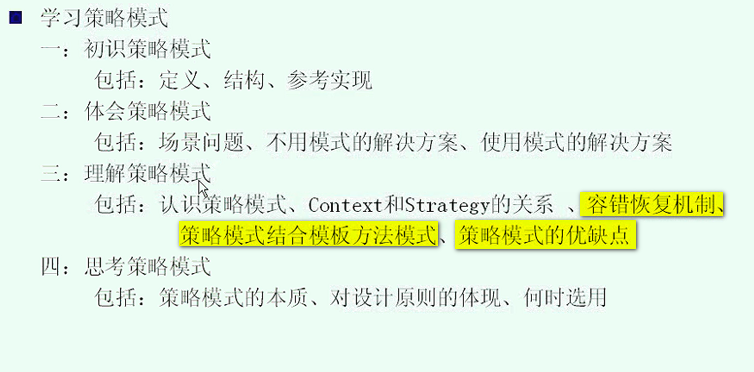 学习策略模式
一：初识策略模式
包括：定义、结构、参考实现
二：体会策略模式
包括：场景问题、不用模式的解决方案、使用模式的解决方案
三：理解策略模式
包括：认识策略模式、Context和Strategy的关系 、容错恢复机制、
策略模式结合模板方法模式、策略模式的优缺点
四：思考策略模式
包括：策略模式的本质、对设计原则的体现、何时选用